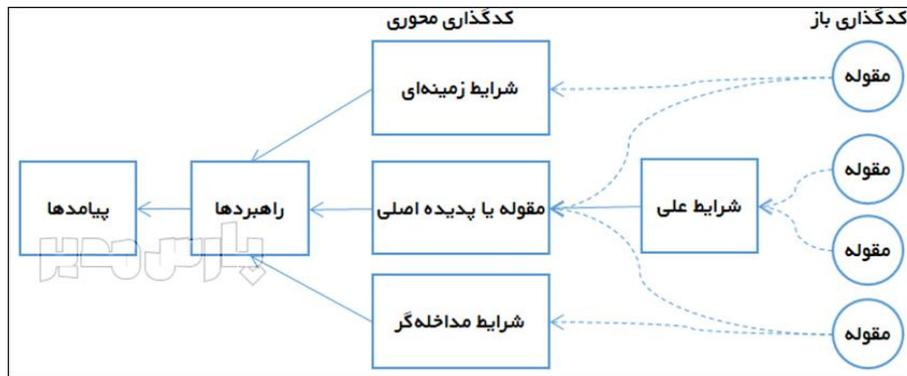 کدگذاری باز
کدگذاری محوری
مقوله
شرایط زمینه‌ای
مقوله
شرایط علی
مقوله یا پدیده اصلی
راهبردها
پیامدها
مقوله
پارس مدیر
شرایط مداخله‌گر
مقوله